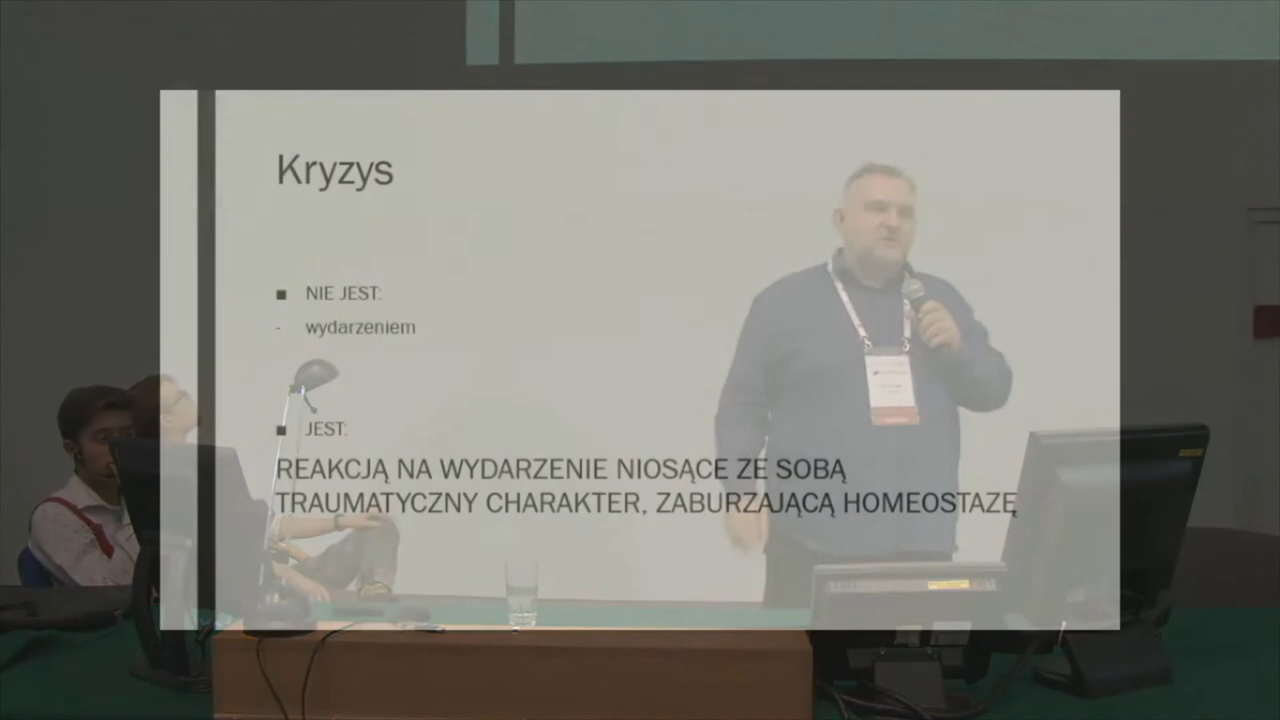 Kryzys
■ NIE JEST:
- wydarzeniem
■ JEST:
REAKCJĄ NA WYDARZENIE NIOSĄCE ZE SOBĄ
TRAUMATYCZNY CHARAKTER, ZABURZAJĄCĄ HOMEOSTAZĘ